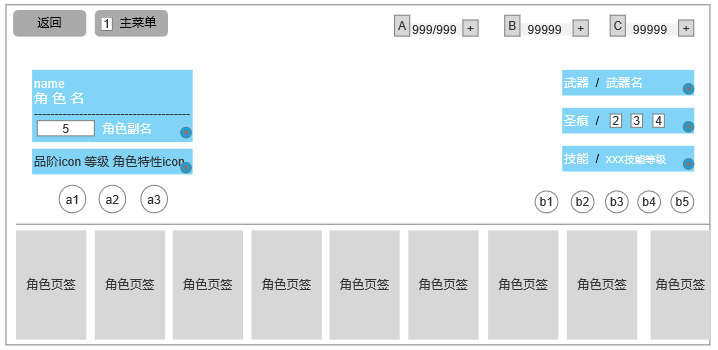 返回 1 主菜单 A 999/999 + B 99999 + C 99999 +
name
角 色 名
5 角色副名
品阶icon 等级 角色特性icon
a1 a2 a3
武器 / 武器名
圣痕 / 2 3 4
技能 / XXX技能等级
b1 b2 b3 b4 b5
角色页签 角色页签 角色页签 角色页签 角色页签 角色页签 角色页签 角色页签 角色页签